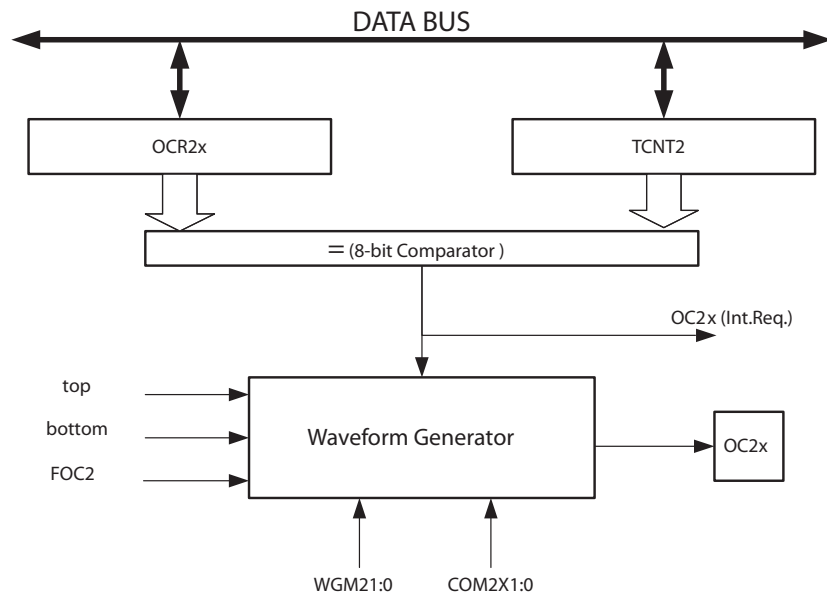 DATA BUS
OCR2x
TCNT2
= (8-bit Comparator )
OC2x (Int.Req.)
top
bottom
FOC2
Waveform Generator
OC2x
WGM21:0
COM2X1:0